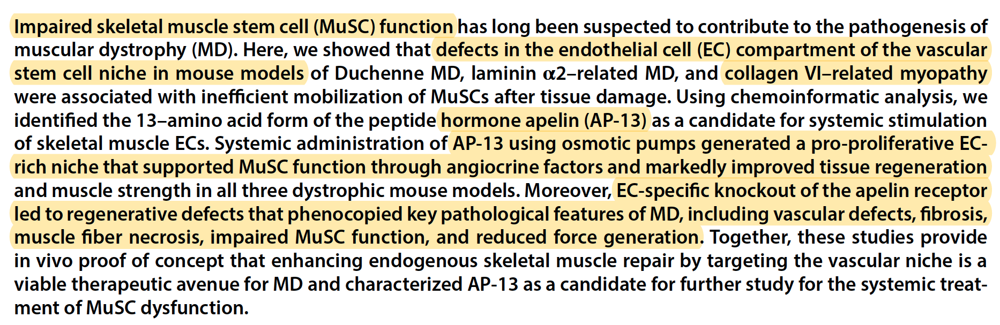 Impaired skeletal muscle stem cell (MuSC) function has long been suspected to contribute to the pathogenesis of
muscular dystrophy (MD). Here, we showed that defects in the endothelial cell (EC) compartment of the vascular
stem cell niche in mouse models of Duchenne MD, laminin α2–related MD, and collagen VI–related myopathy
were associated with inefficient mobilization of MuSCs after tissue damage. Using chemoinformatic analysis, we
identified the 13–amino acid form of the peptide hormone apelin (AP-13) as a candidate for systemic stimulation
of skeletal muscle ECs. Systemic administration of AP-13 using osmotic pumps generated a pro-proliferative EC-
rich niche that supported MuSC function through angiocrine factors and markedly improved tissue regeneration
and muscle strength in all three dystrophic mouse models. Moreover, EC-specific knockout of the apelin receptor
led to regenerative defects that phenocopied key pathological features of MD, including vascular defects, fibrosis,
muscle fiber necrosis, impaired MuSC function, and reduced force generation. Together, these studies provide
in vivo proof of concept that enhancing endogenous skeletal muscle repair by targeting the vascular niche is a
viable therapeutic avenue for MD and characterized AP-13 as a candidate for further study for the systemic treat-
ment of MuSC dysfunction.